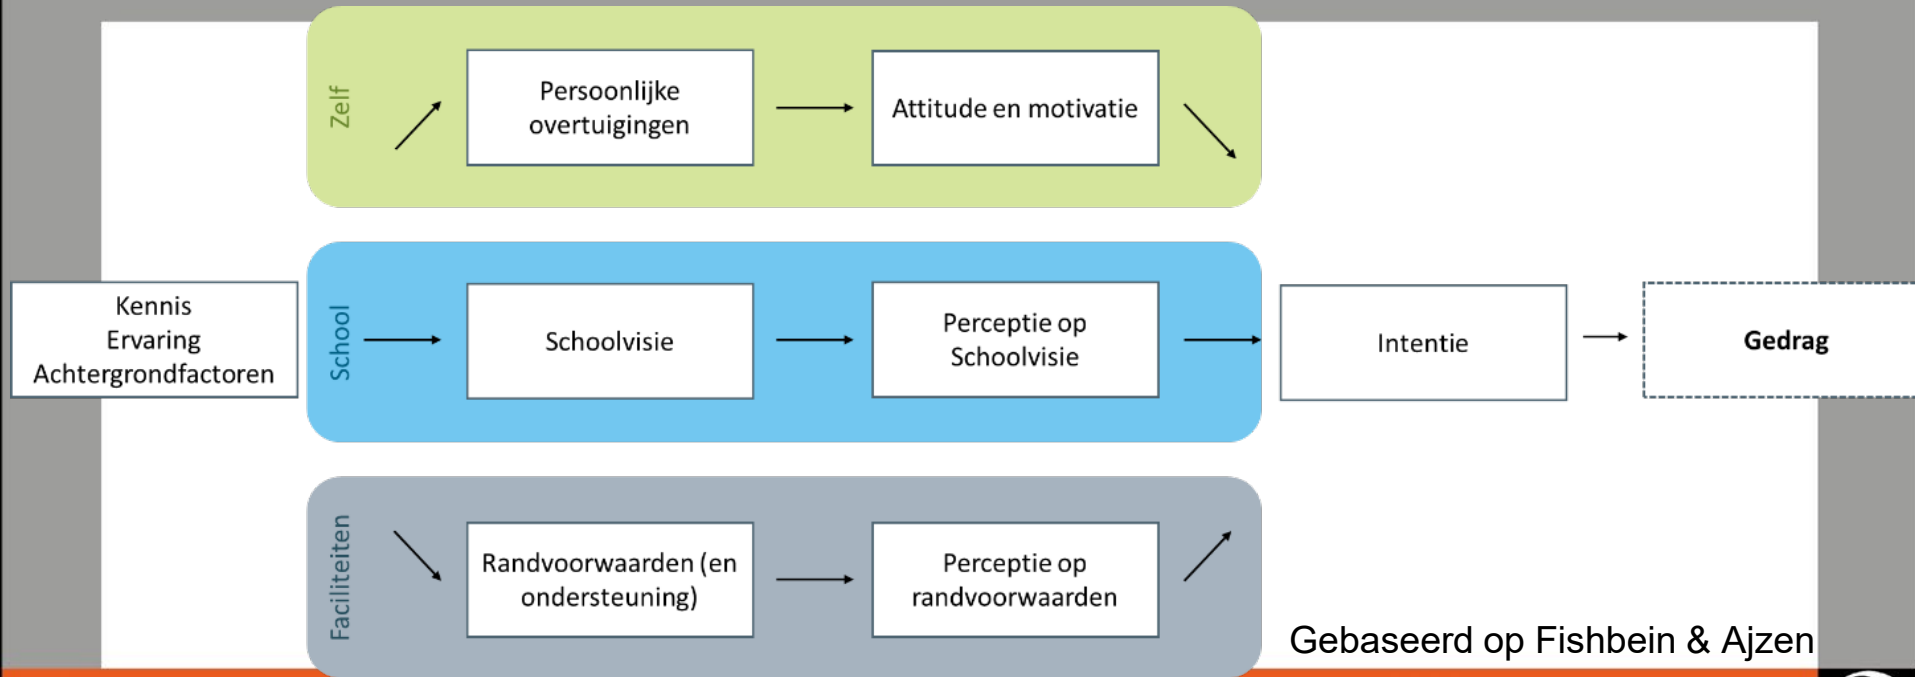 Zelf
Persoonlijke
overtuigingen
Attitude en motivatie
Kennis
Ervaring
Achtergrondfactoren
School
Schoolvisie
Perceptie op
Schoolvisie
Intentie
Gedrag
Faciliteiten
Randvoorwaarden (en
ondersteuning)
Perceptie op
randvoorwaarden
Gebaseerd op Fishbein & Ajzen